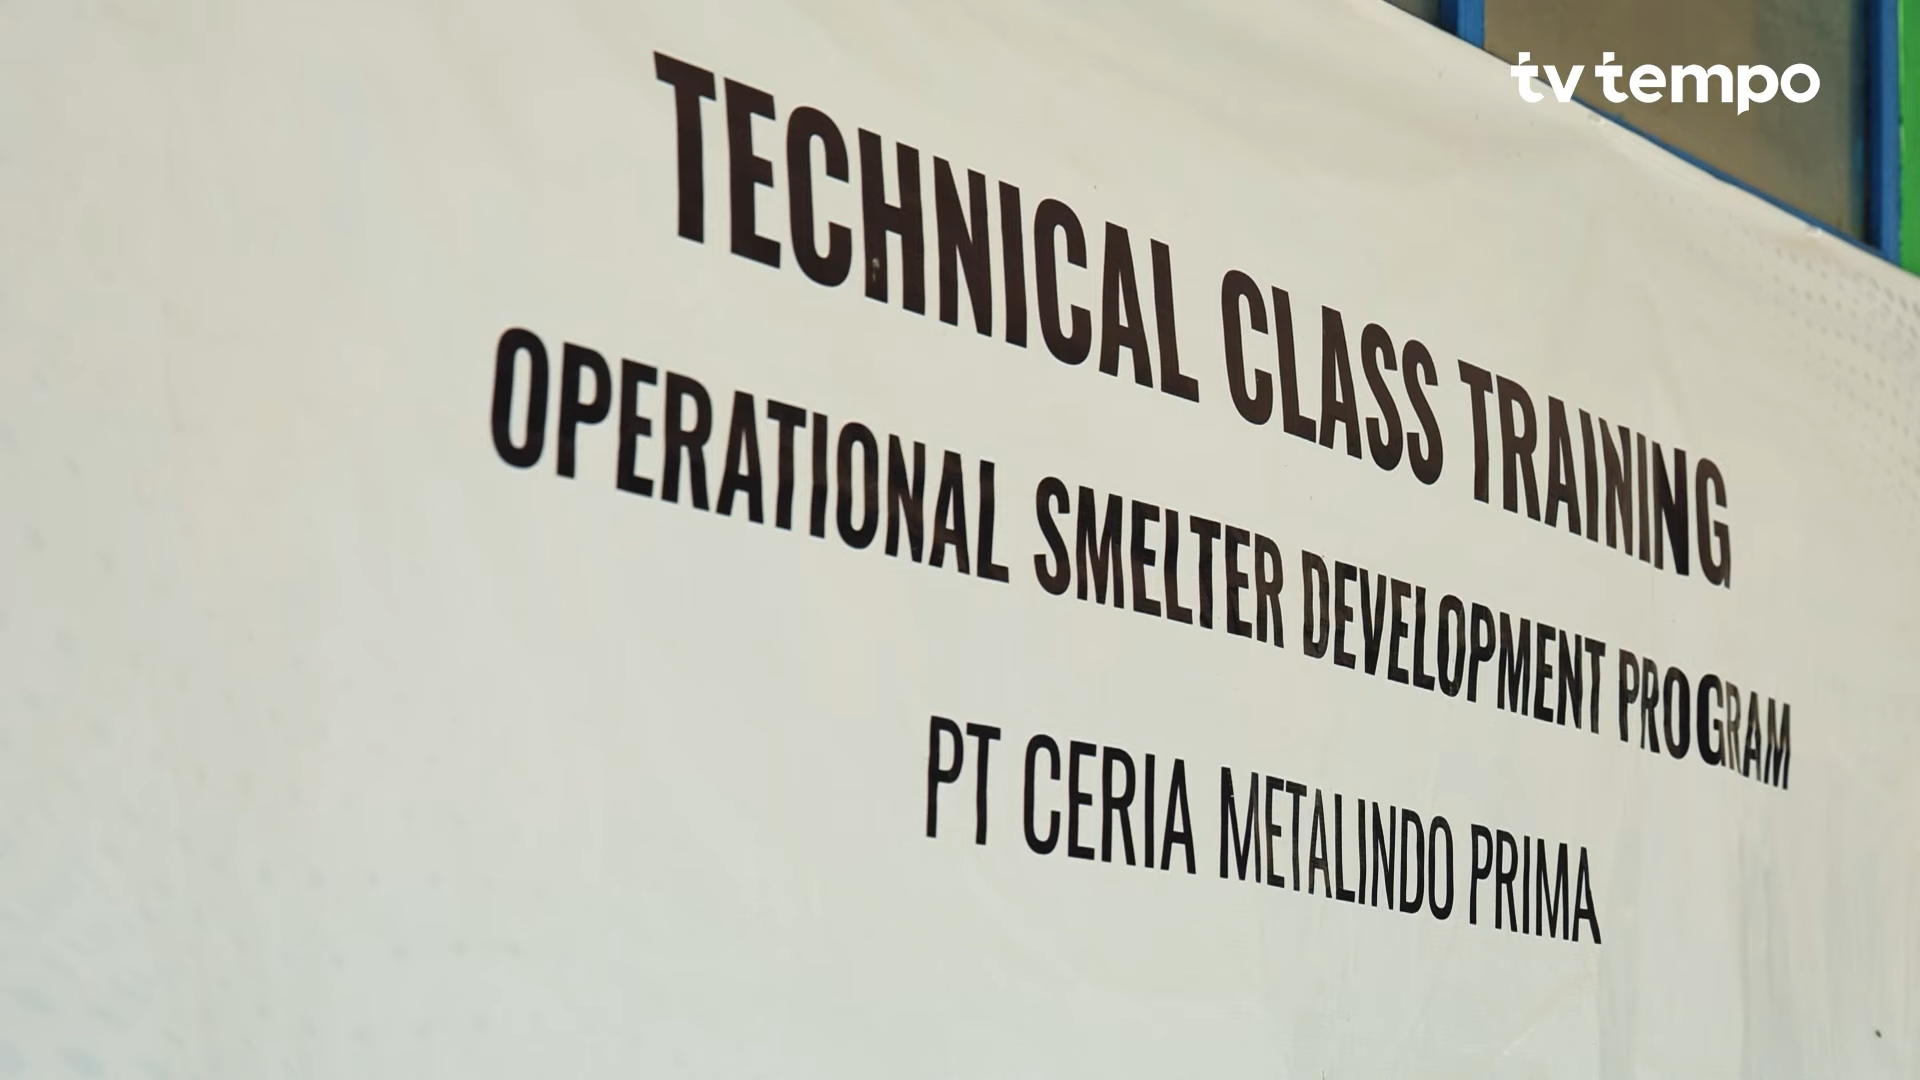 tv tempo
TECHNICAL CLASS TRAINING
OPERATIONAL SMELTER DEVELOPMENT PROGRAM
PT CERIA METALINDO PRIMA